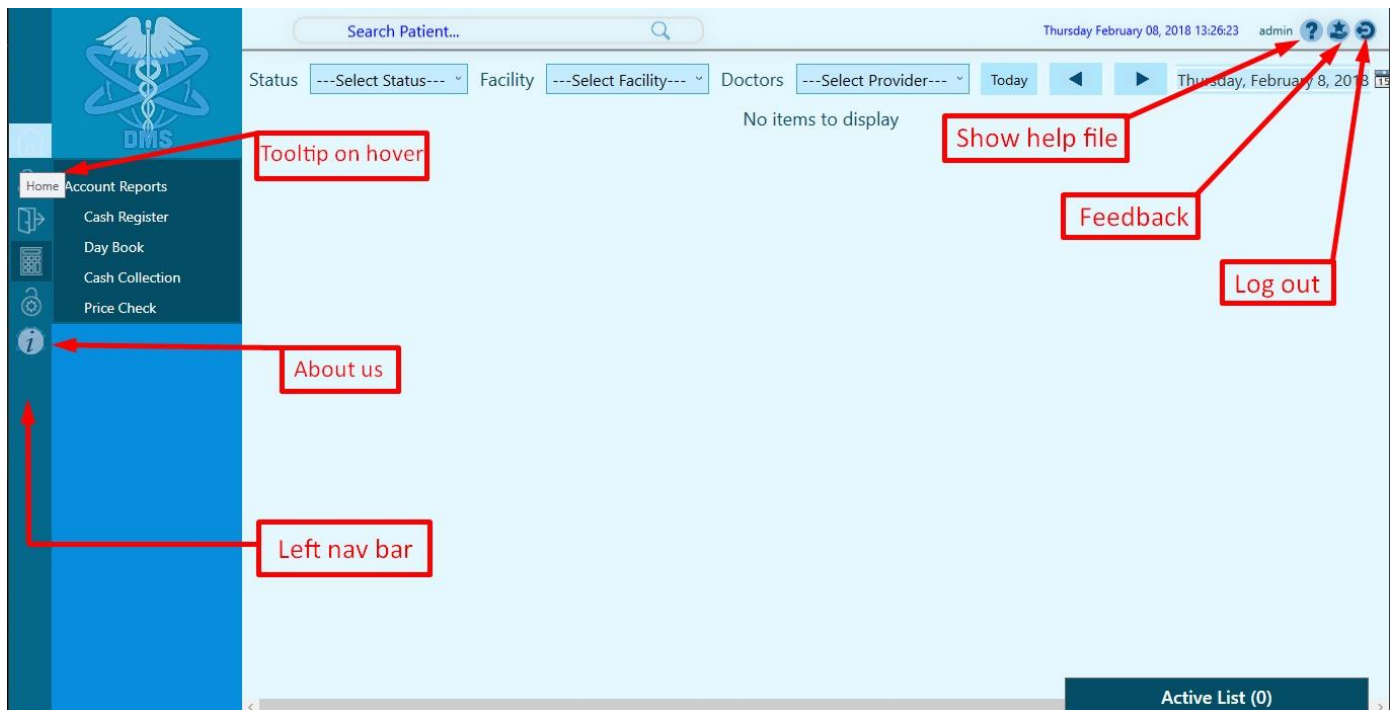 Search Patient...
Thursday February 08, 2018 13:26:23 admin ?
Status ---Select Status--- Facility ---Select Facility--- Doctors ---Select Provider--- Today Thursday, February 8, 2018 15
No items to display
DMS
Show help file
Tooltip on hover
Home
Account Reports
Cash Register
Feedback
Day Book
Cash Collection
Log out
Price Check
i
About us
Left nav bar
Active List (0)